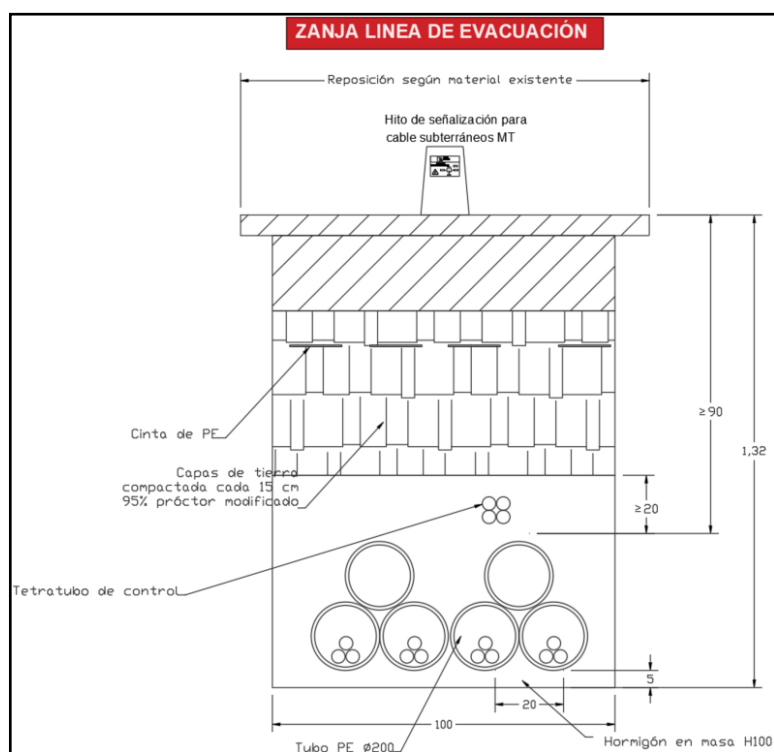 ZANJA LINEA DE EVACUACIÓN
Reposición según material existente
Hito de señalización para
cable subterráneos MT
Cinta de PE
≥90
1,32
Capas de tierra
compactada cada 15 cm
95% próctor modificado
≥20
Tetratubo de control
5
20
100
Tubo PE Ø200
Hormigón en masa H100